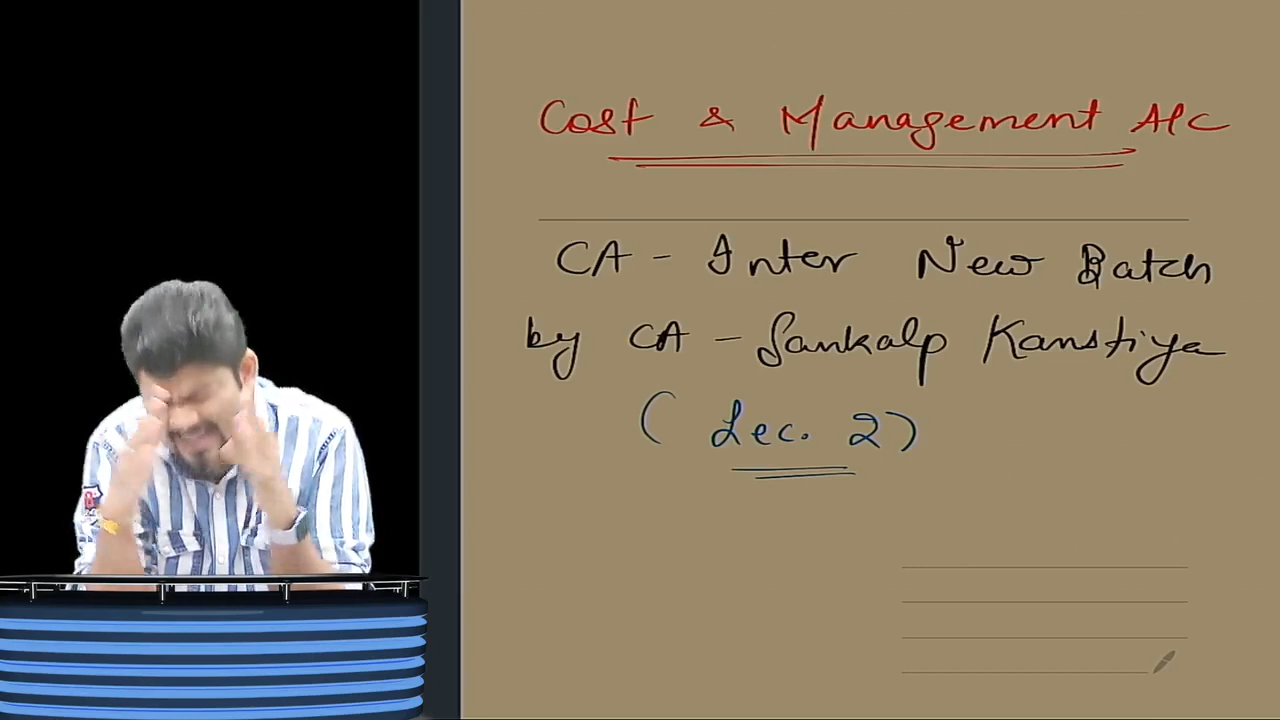 Cost & Management A/C
CA - Inter New Batch
by CA - Sankalp Kanstiya
( Lec. 2)